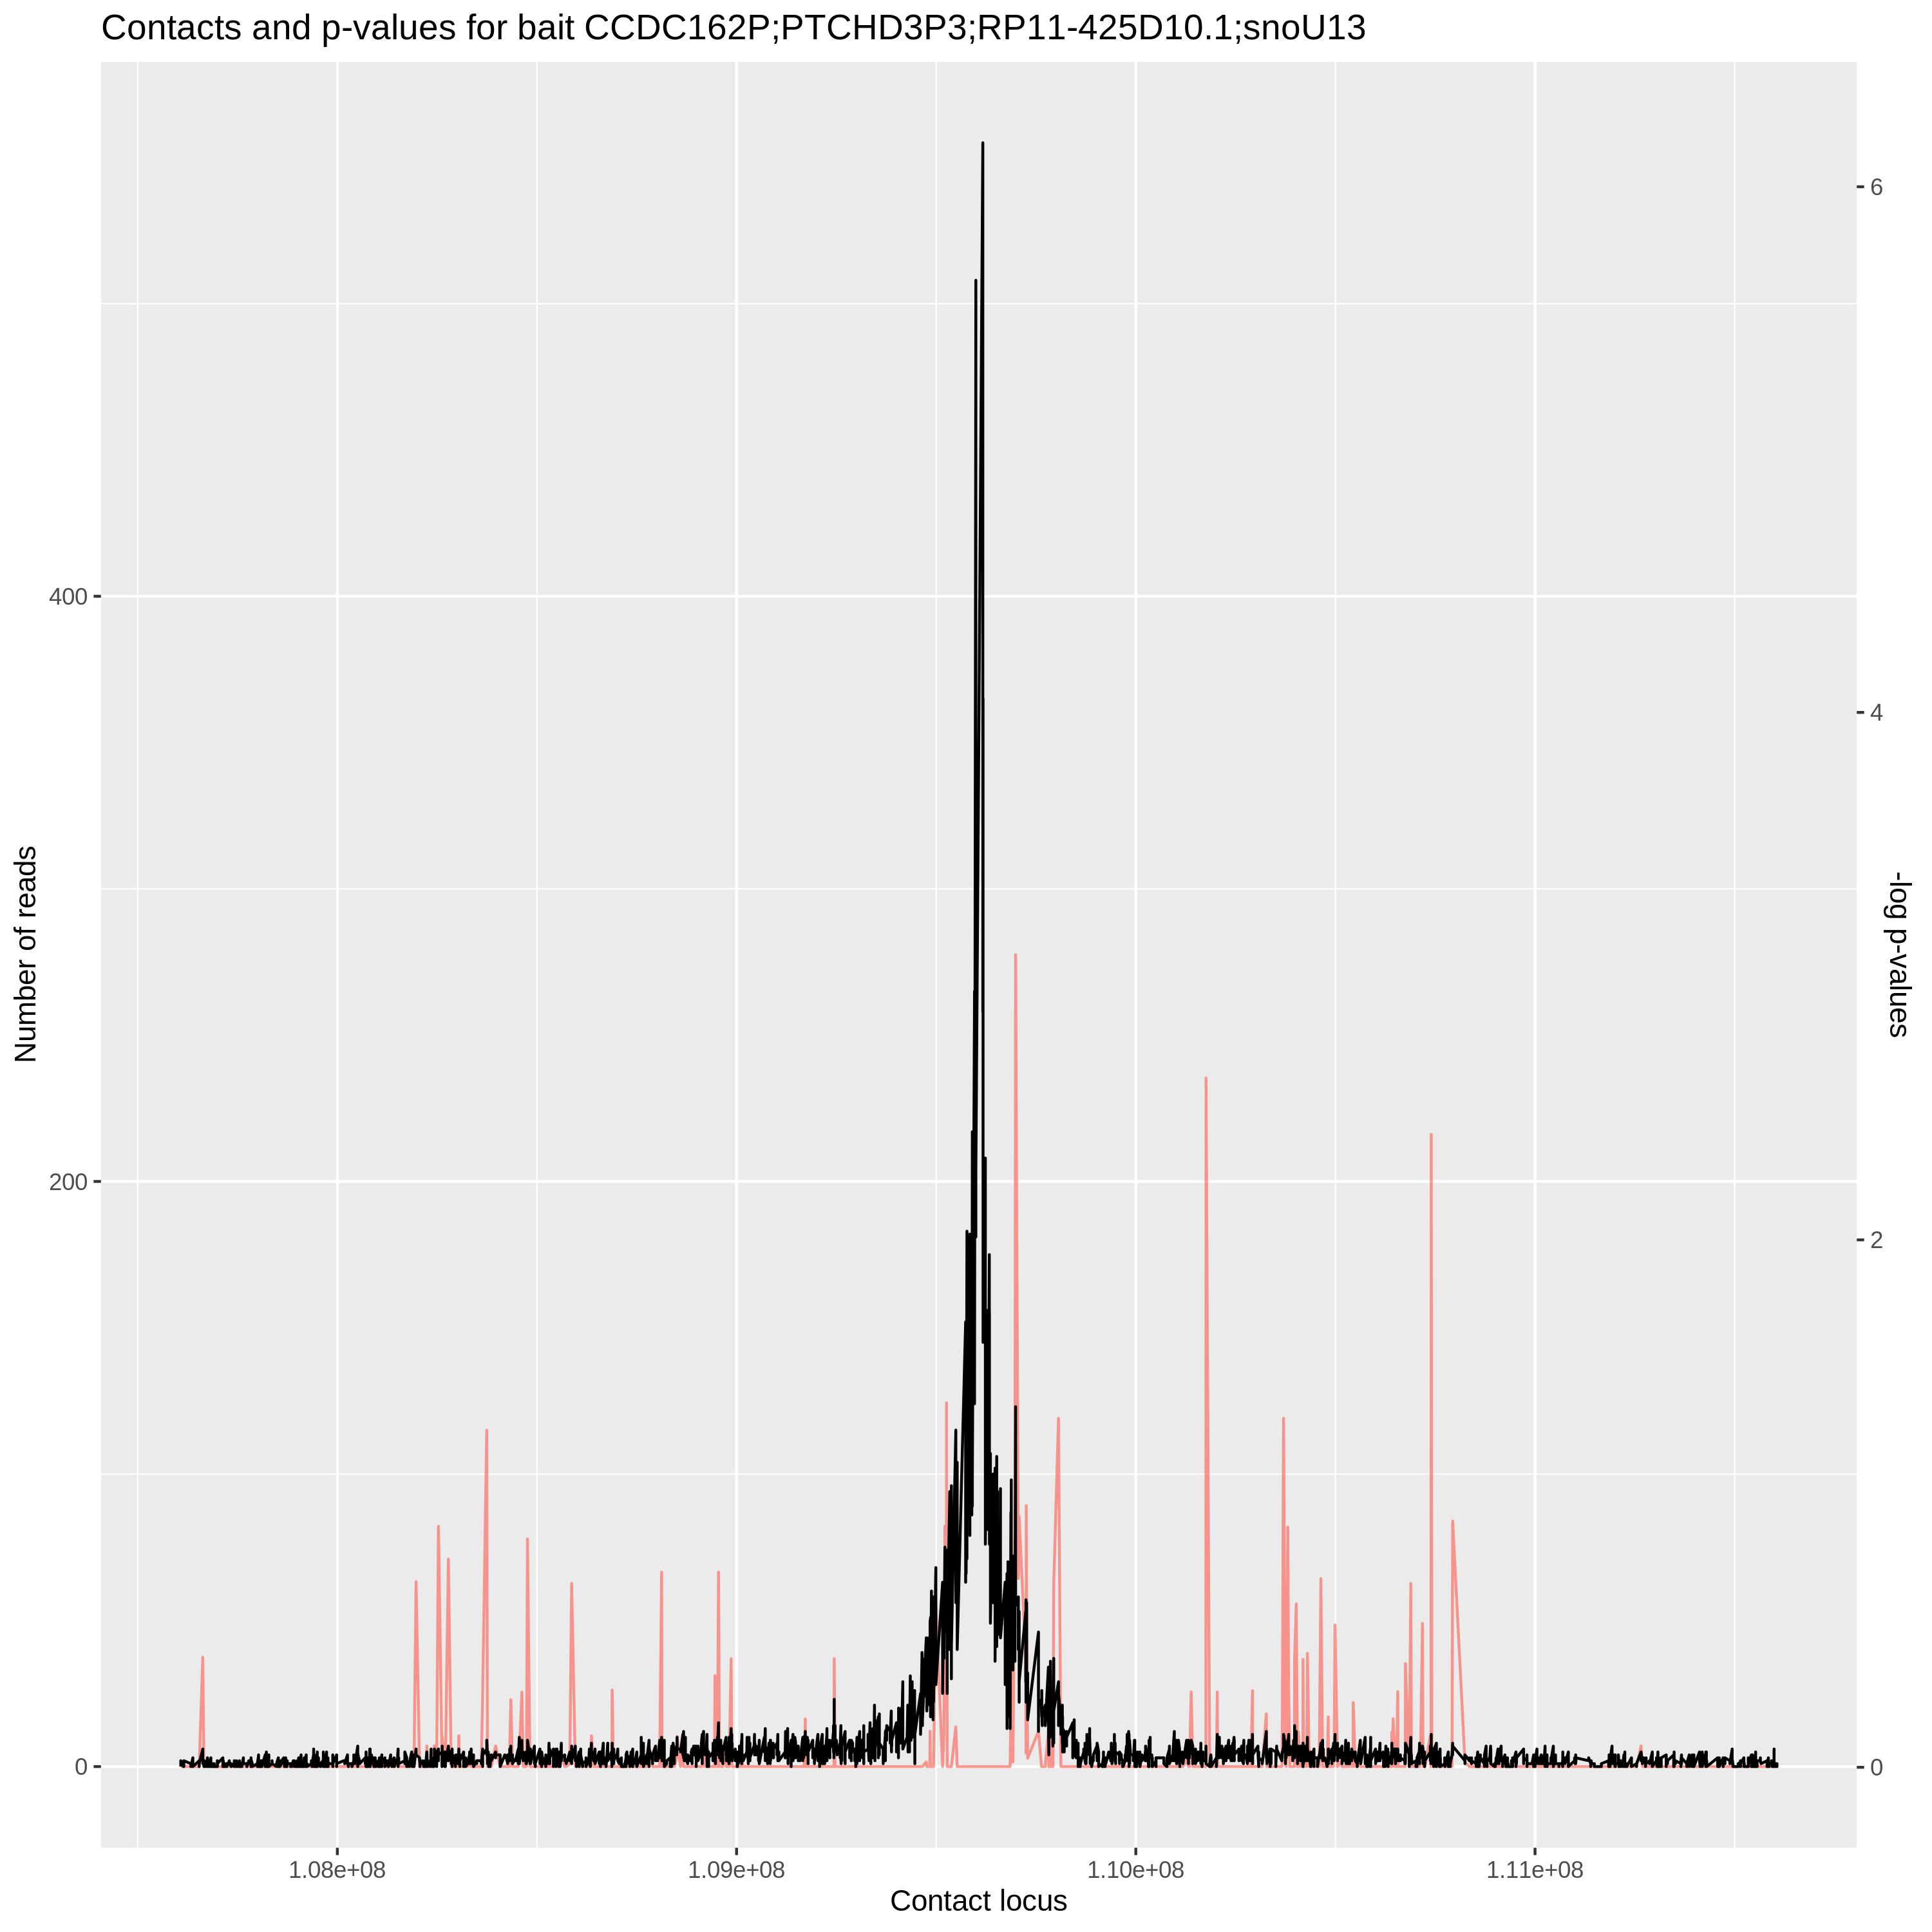 Contacts and p-values for bait CCDC162P;PTCHD3P3;RP11-425D10.1;snoU13
6
400
4
Number of reads
-log p-values
200
2
0
0
1.08e+08
1.09e+08
1.10e+08
1.11e+08
Contact locus